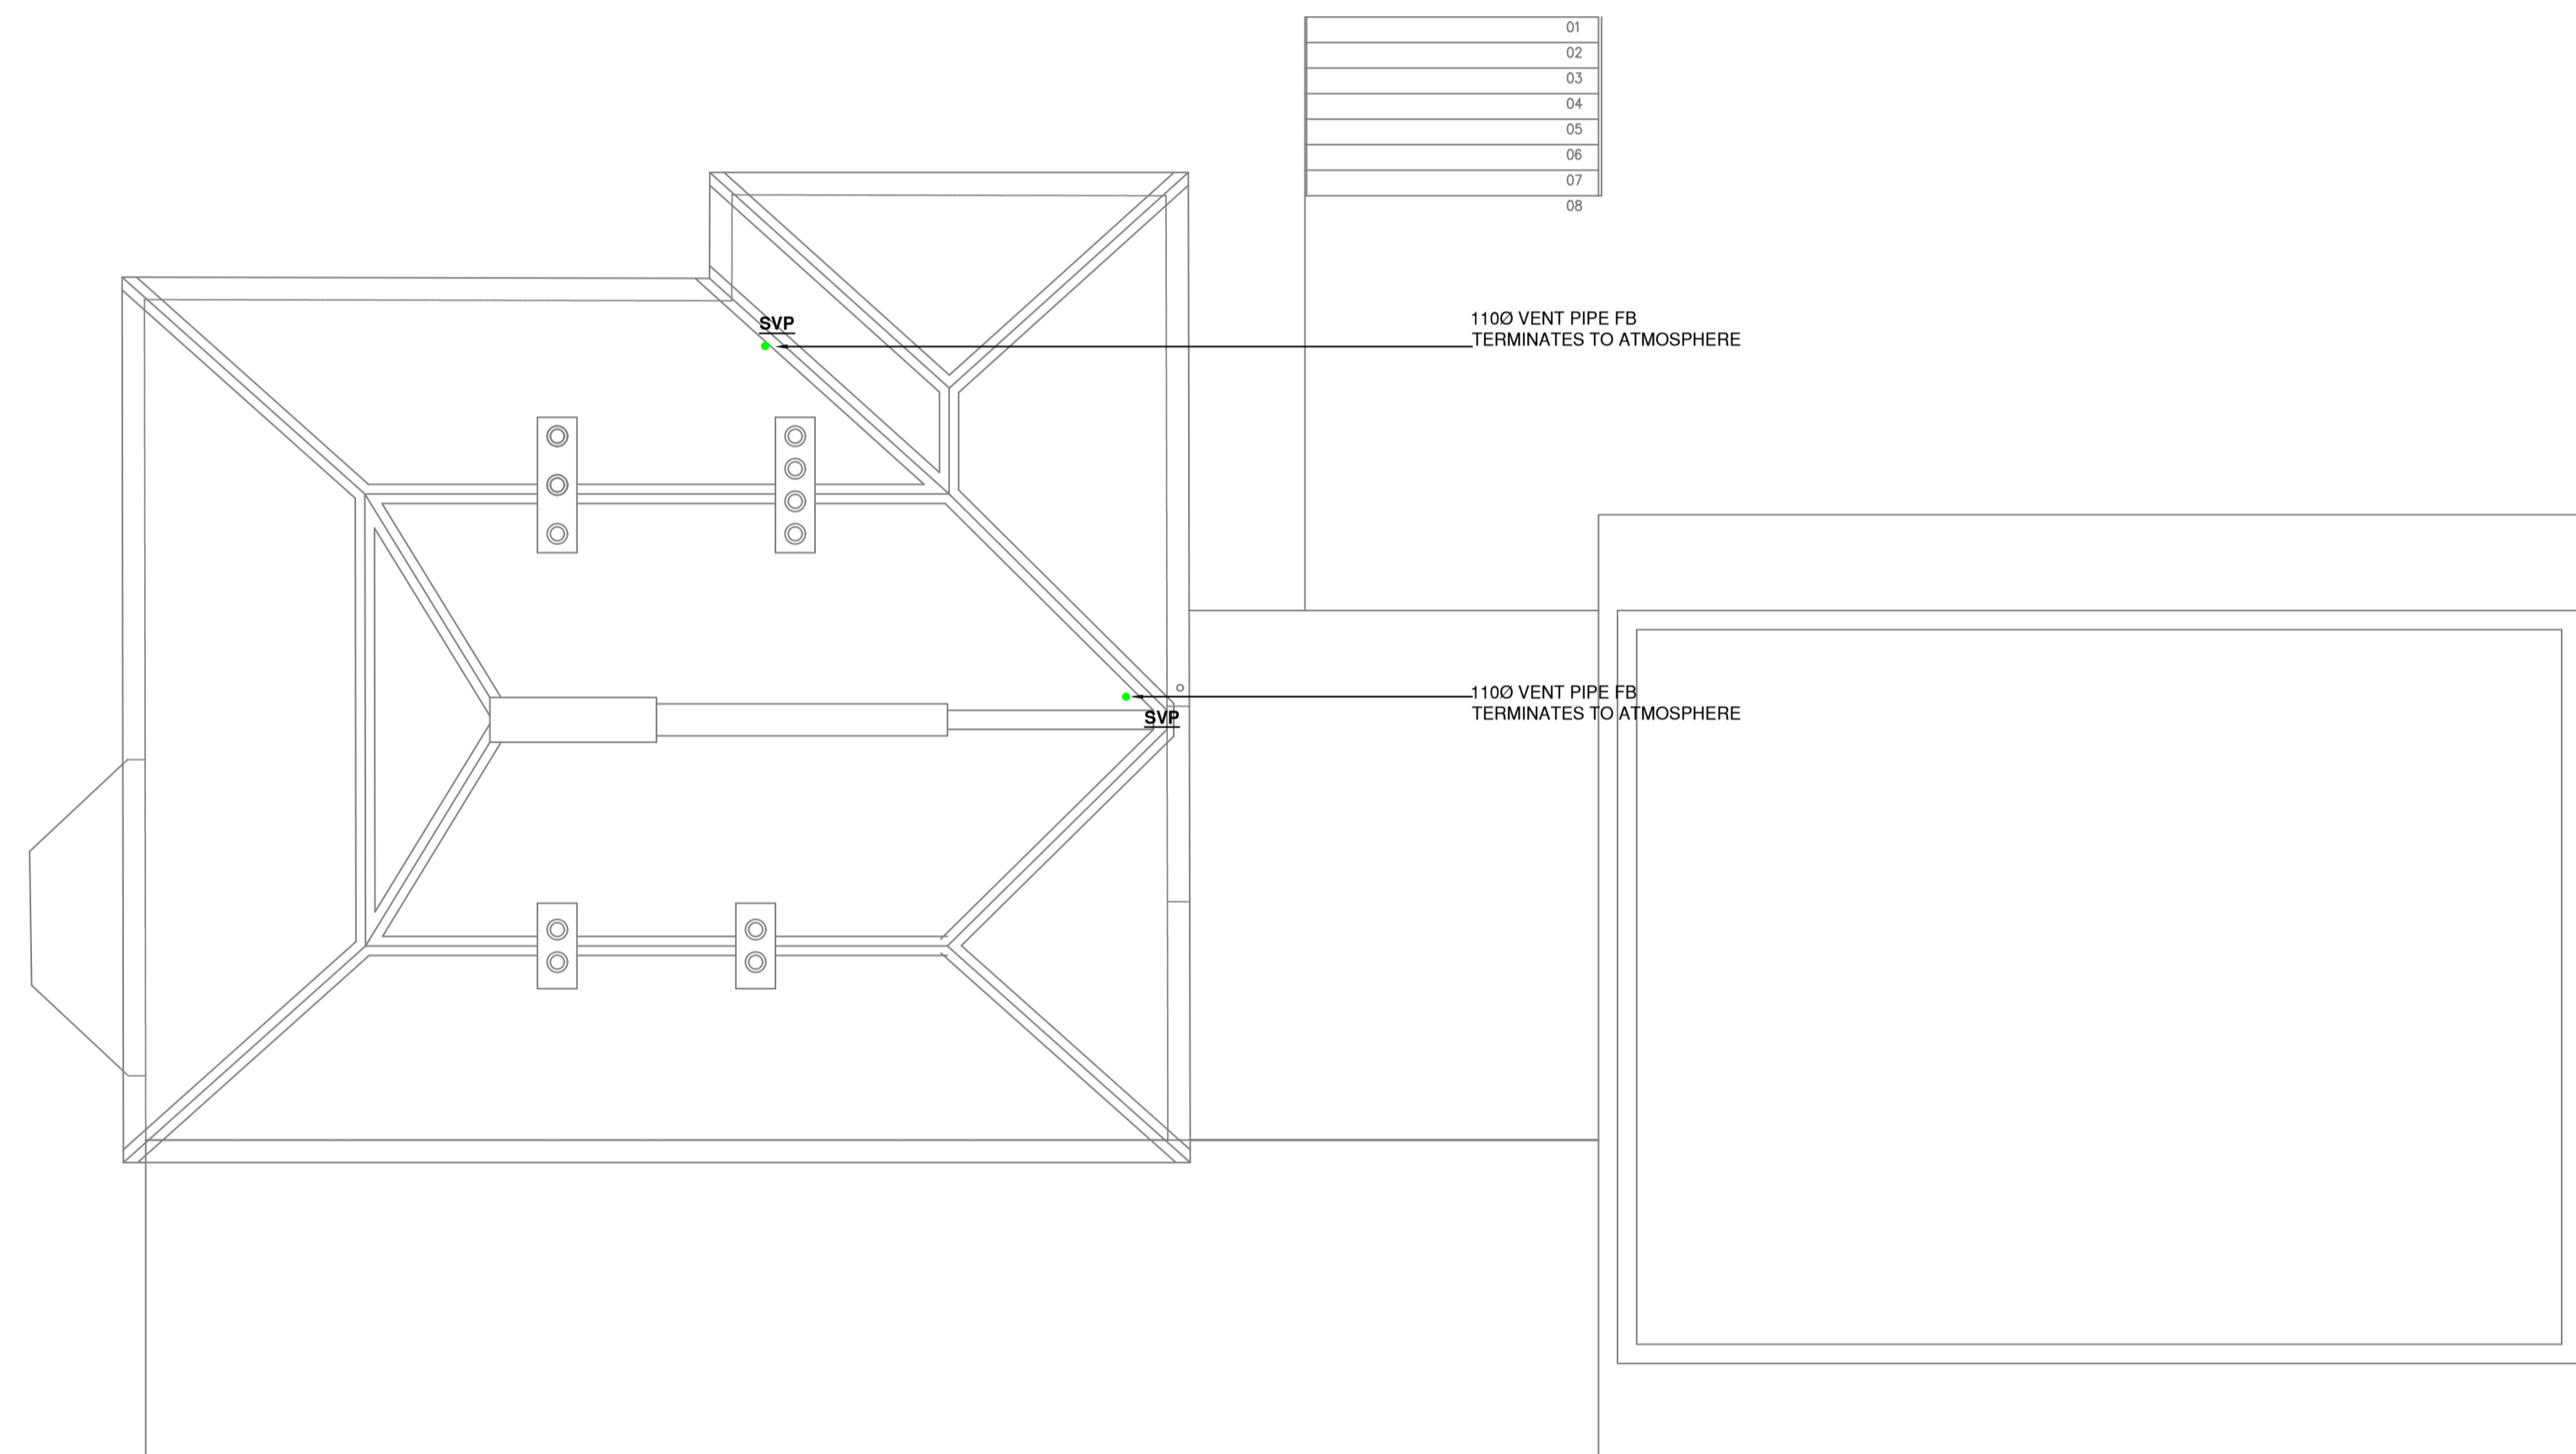 01
02
03
04
05
06
07
08
SVP
110Ø VENT PIPE FB
TERMINATES TO ATMOSPHERE
110Ø VENT PIPE FB
TERMINATES TO ATMOSPHERE
SVP